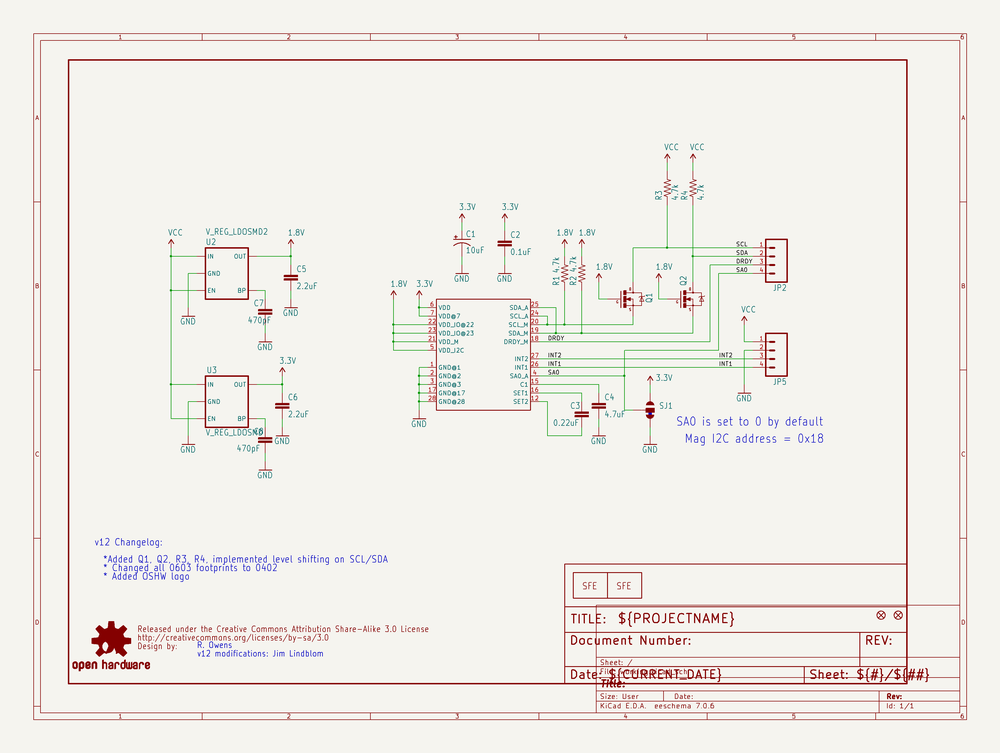 1 2 3 4 5 6
A A
B B
C C
D D
VCC VCC
R3 4.7k R4 4.7k
3.3V 3.3V
C1 10uF
C2 0.1uF
GND GND
V_REG_LDOSMD2
U2
VCC
1.8V
IN OUT
GND
EN BP
C5
2.2uF
C7
470pF
GND GND
GND
3.3V
U3
IN OUT
GND
EN BP
C6
2.2uF
470pF
GND GND
GND
1.8V 1.8V
R1 4.7k R2 4.7k
1.8V 1.8V
Q1 Q2
SCL 1
SDA 2
DRDY 3
SA0 4
JP2
VCC
1
2
INT2 3
INT1 4
JP5
GND
1.8V 3.3V
6 VDD SDA_A 25
7 VDD@7 SCL_A 24
22 VDD_IO@22 SCL_M 20
23 VDD_IO@23 SDA_M 19
21 VDD_M DRDY_M 18 DRDY
5 VDD_I2C
INT2 27 INT2
1 GND@1 INT1 26 INT1
2 GND@2 SA0_A 4 SA0
3 GND@3 C1 15
17 GND@17 SET1 16
28 GND@28 SET2 12
GND
C3
0.22uF
C4
4.7uF
GND
3.3V
SJ1
GND
SA0 is set to 0 by default
Mag I2C address = 0x18
v12 Changelog:
*Added Q1, Q2, R3, R4, implemented level shifting on SCL/SDA
* Changed all 0603 footprints to 0402
* Added OSHW logo
Released under the Creative Commons Attribution Share-Alike 3.0 License
http://creativecommons.org/licenses/by-sa/3.0
Design by: R. Owens
v12 modifications: Jim Lindblom
open hardware
SFE SFE
TITLE: ${PROJECTNAME}
Document Number: REV:
Sheet: /
Date: ${CURRENT_DATE} Sheet: ${#}/${##}
Title:
Size: User Date: Rev:
KiCad E.D.A. eeschema 7.0.6 Id: 1/1
1 2 3 4 5 6